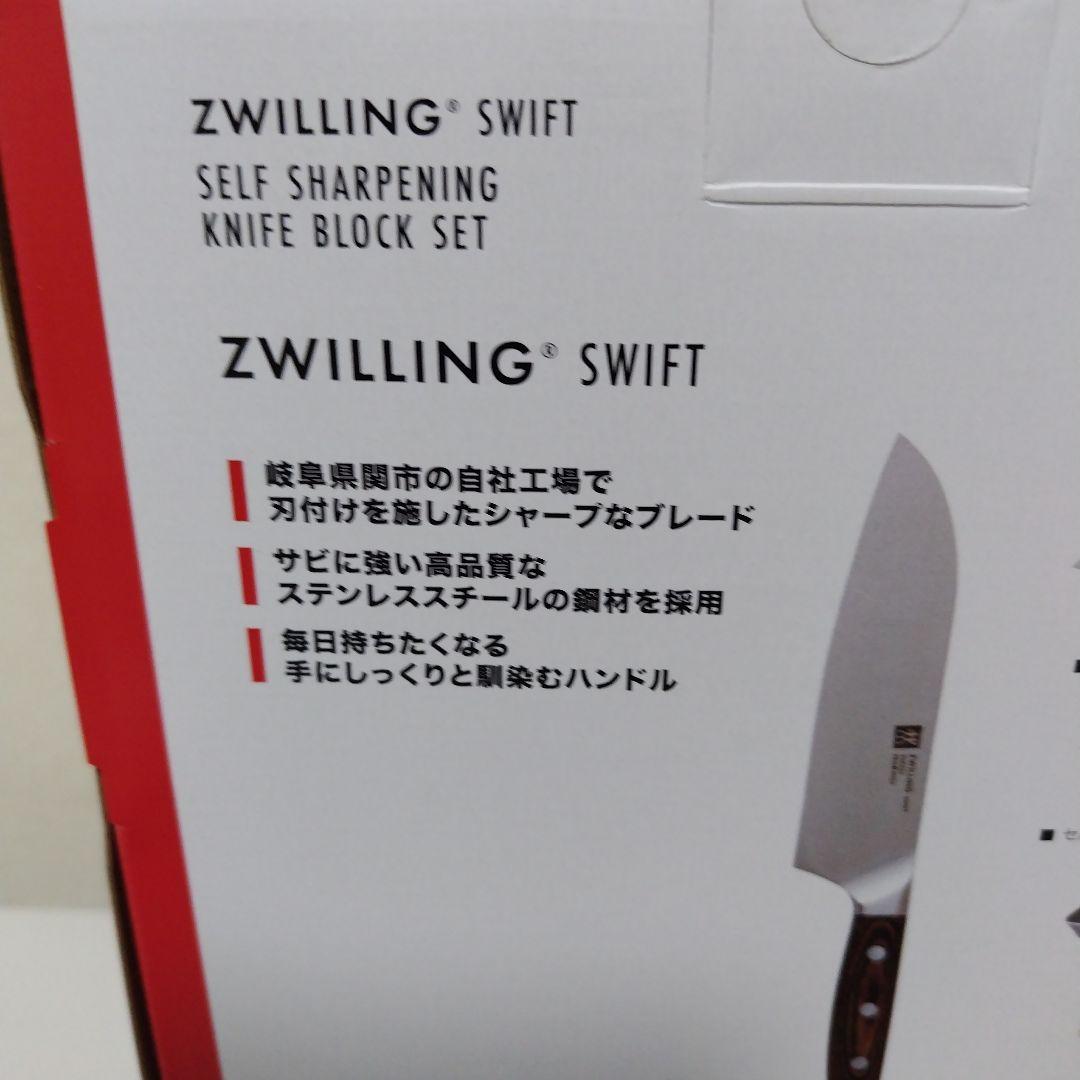 ZWILLING® SWIFT
SELF SHARPENING
KNIFE BLOCK SET
ZWILLING® SWIFT
岐阜県関市の自社工場で
刃付けを施したシャープなブレード
サビに強い高品質な
ステンレススチールの鋼材を採用
毎日持ちたくなる
手にしっくりと馴染むハンドル